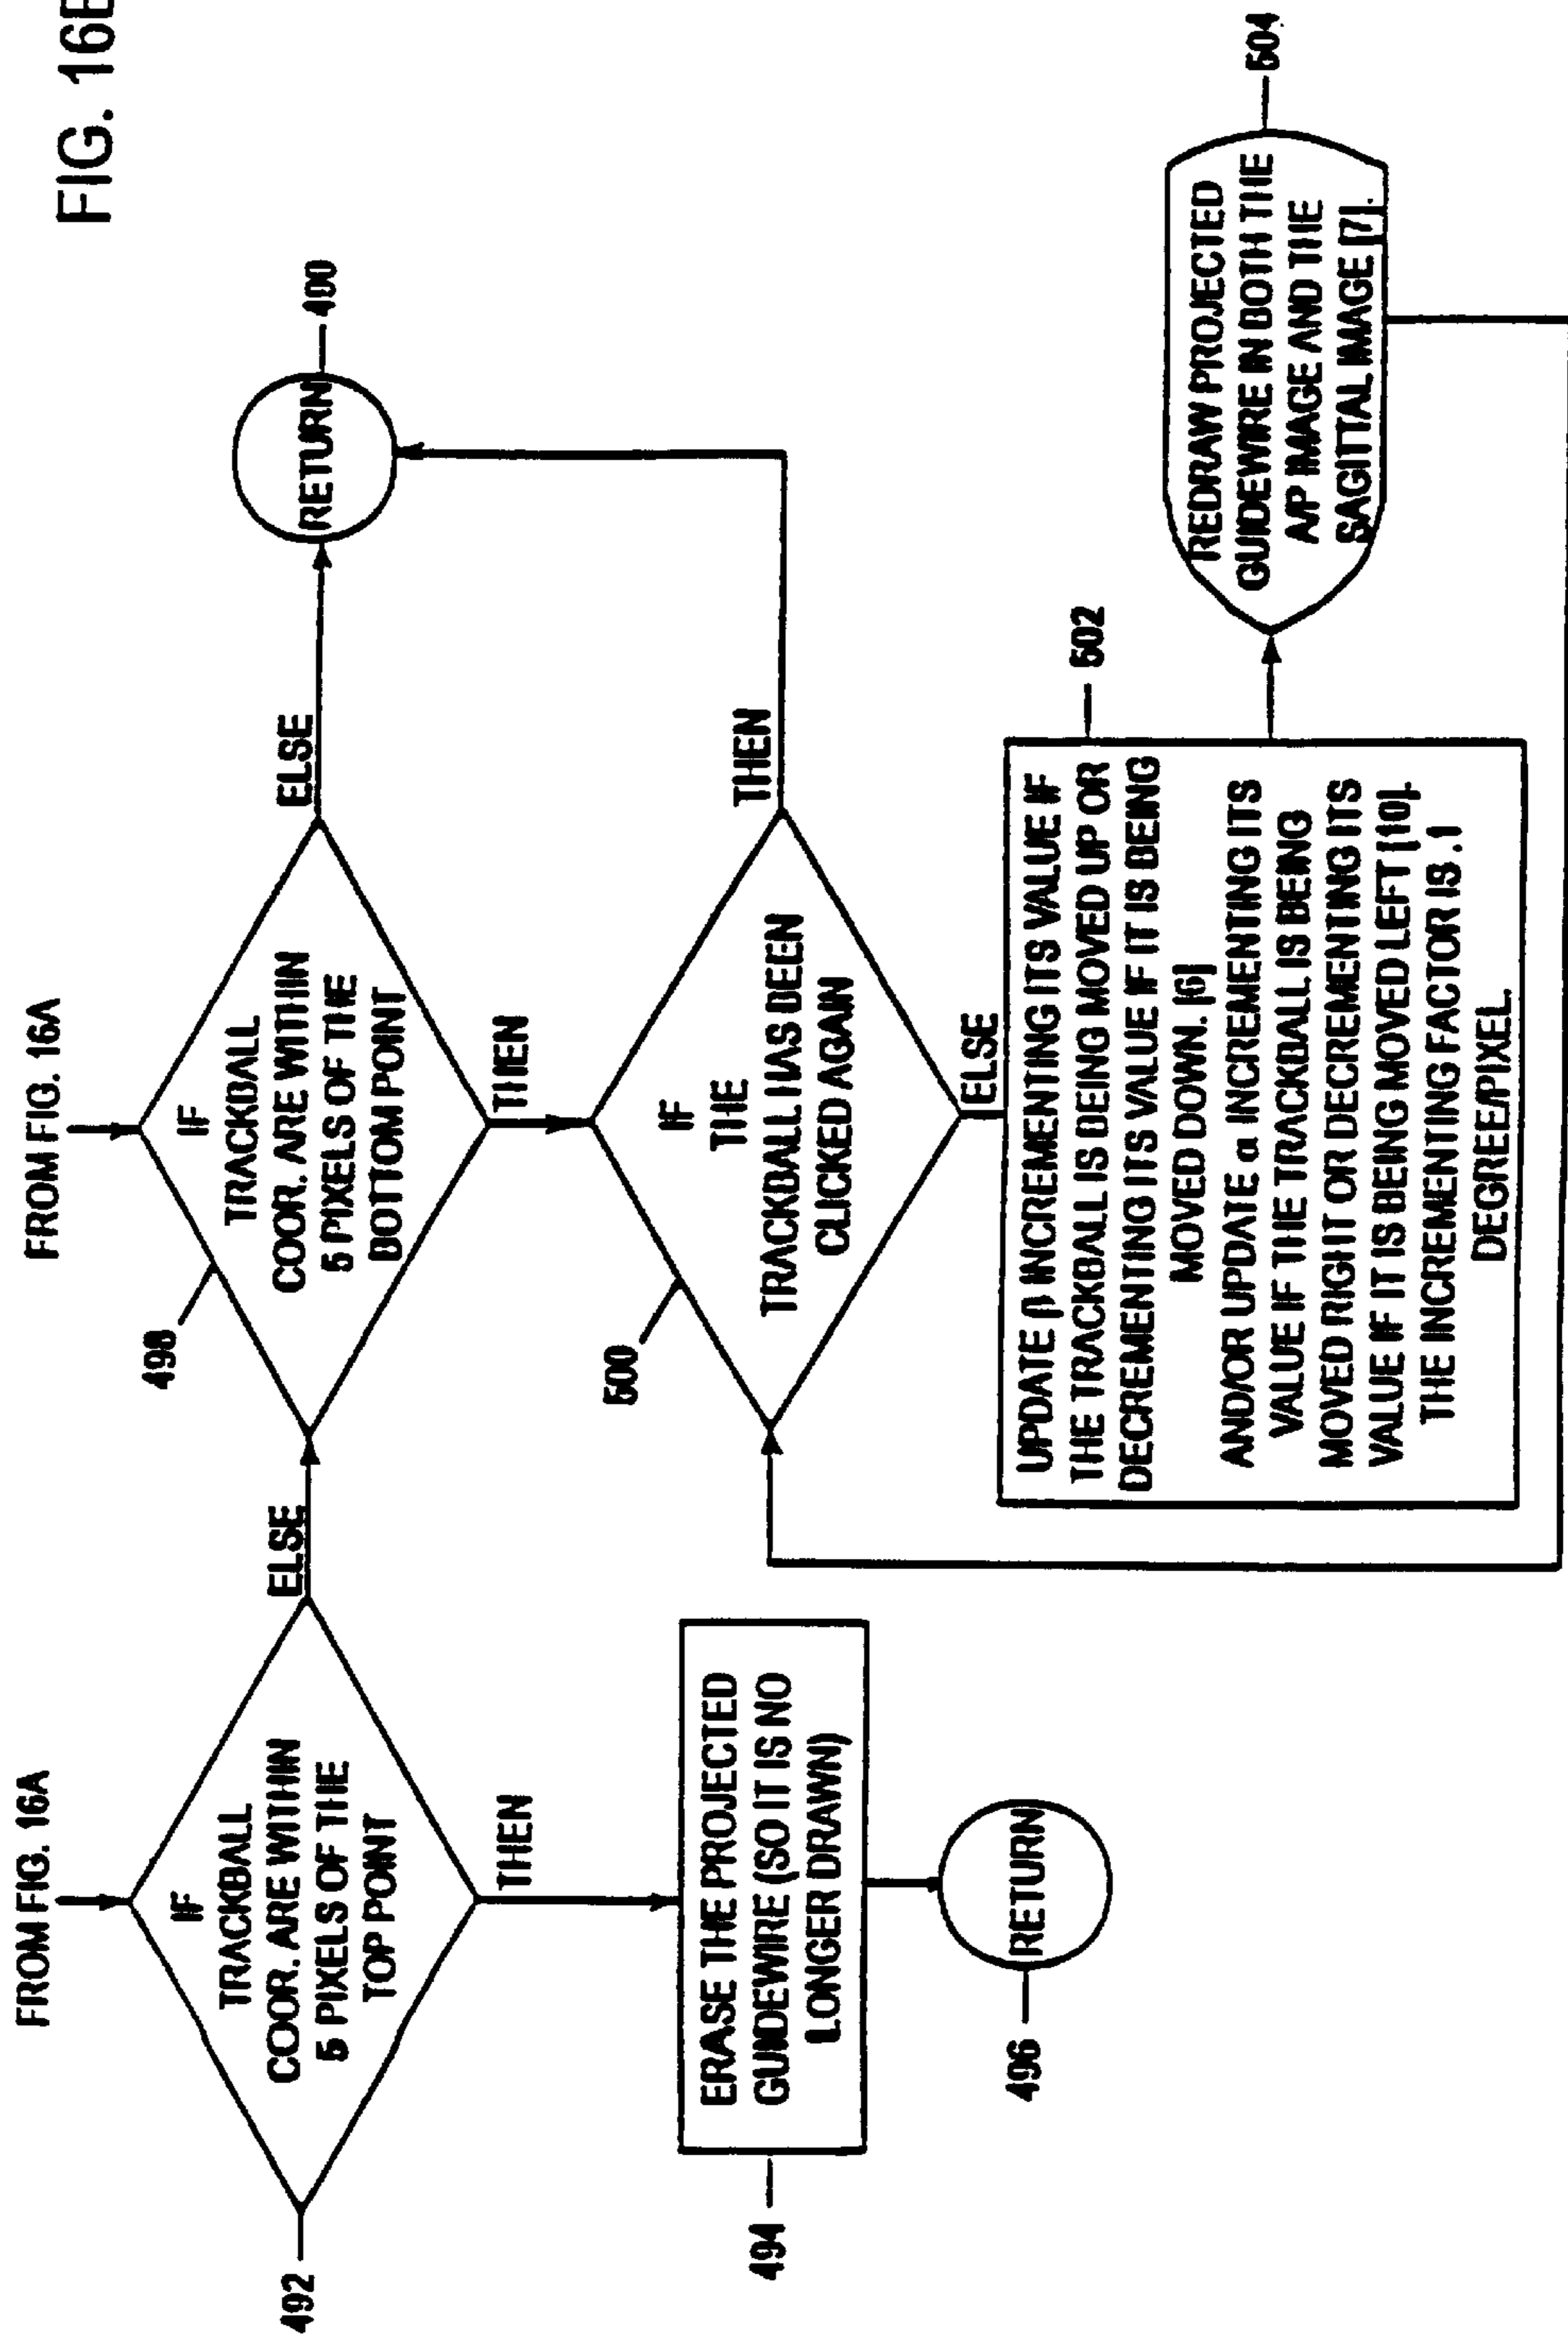 FIG. 16B
FROM FIG. 16A
IF
TRACKBALL
COOR. ARE WITHIN
5 PIXELS OF THE
TOP POINT
492
ELSE
THEN
ERASE THE PROJECTED
GUIDEWIRE (SO IT IS NO
LONGER DRAWN)
494
RETURN
496
FROM FIG. 16A
IF
TRACKBALL
COOR. ARE WITHIN
5 PIXELS OF THE
BOTTOM POINT
498
ELSE
RETURN
490
THEN
IF
THE
TRACKBALL HAS BEEN
CLICKED AGAIN
500
THEN
ELSE
UPDATE β INCREMENTING ITS VALUE IF
THE TRACKBALL IS BEING MOVED UP OR
DECREMENTING ITS VALUE IF IT IS BEING
MOVED DOWN. [6]
AND/OR UPDATE α INCREMENTING ITS
VALUE IF THE TRACKBALL IS BEING
MOVED RIGHT OR DECREMENTING ITS
VALUE IF IT IS BEING MOVED LEFT [10].
THE INCREMENTING FACTOR IS .1
DEGREE/PIXEL.
502
REDRAW PROJECTED
GUIDEWIRE IN BOTH THE
A/P IMAGE AND THE
SAGITTAL IMAGE [7].
504